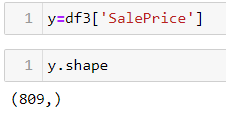 1 y=df3['SalePrice']
1 y.shape
(809,)